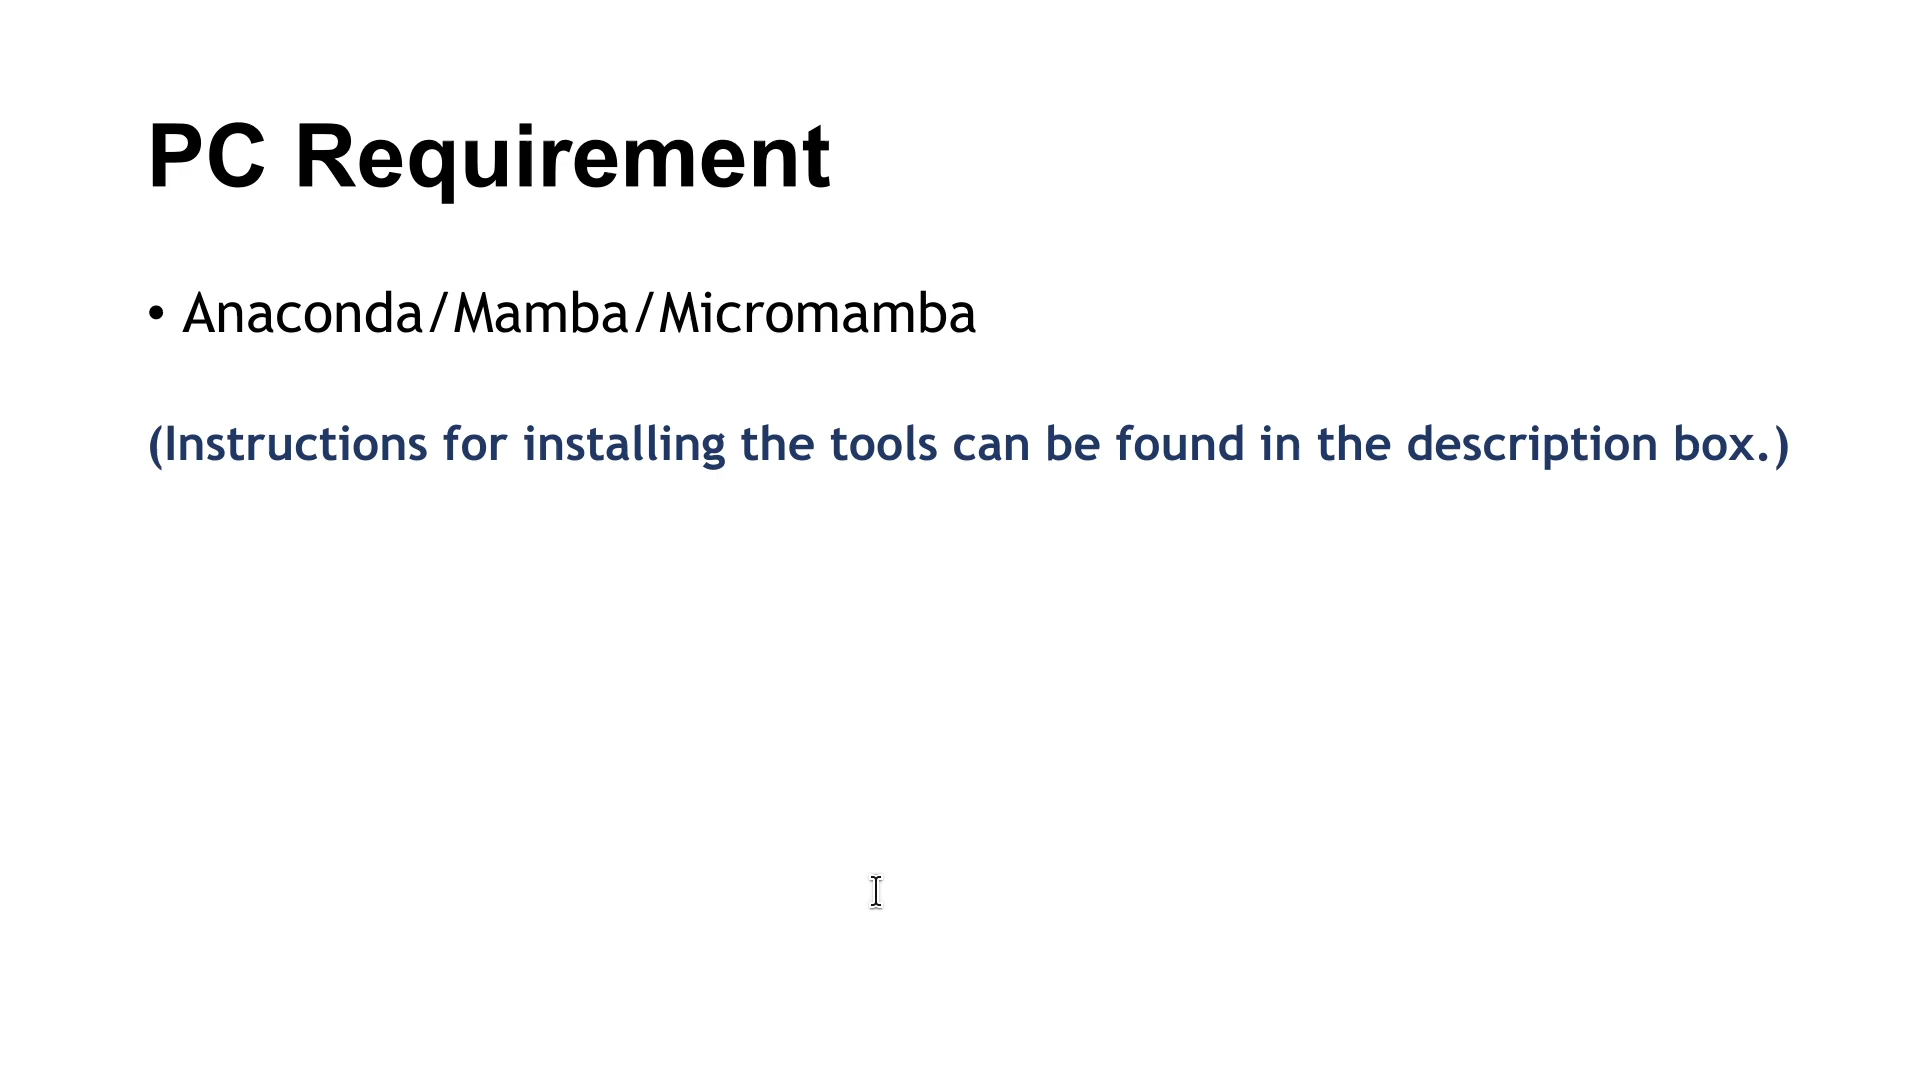 PC Requirement
• Anaconda/Mamba/Micromamba
(Instructions for installing the tools can be found in the description box.)